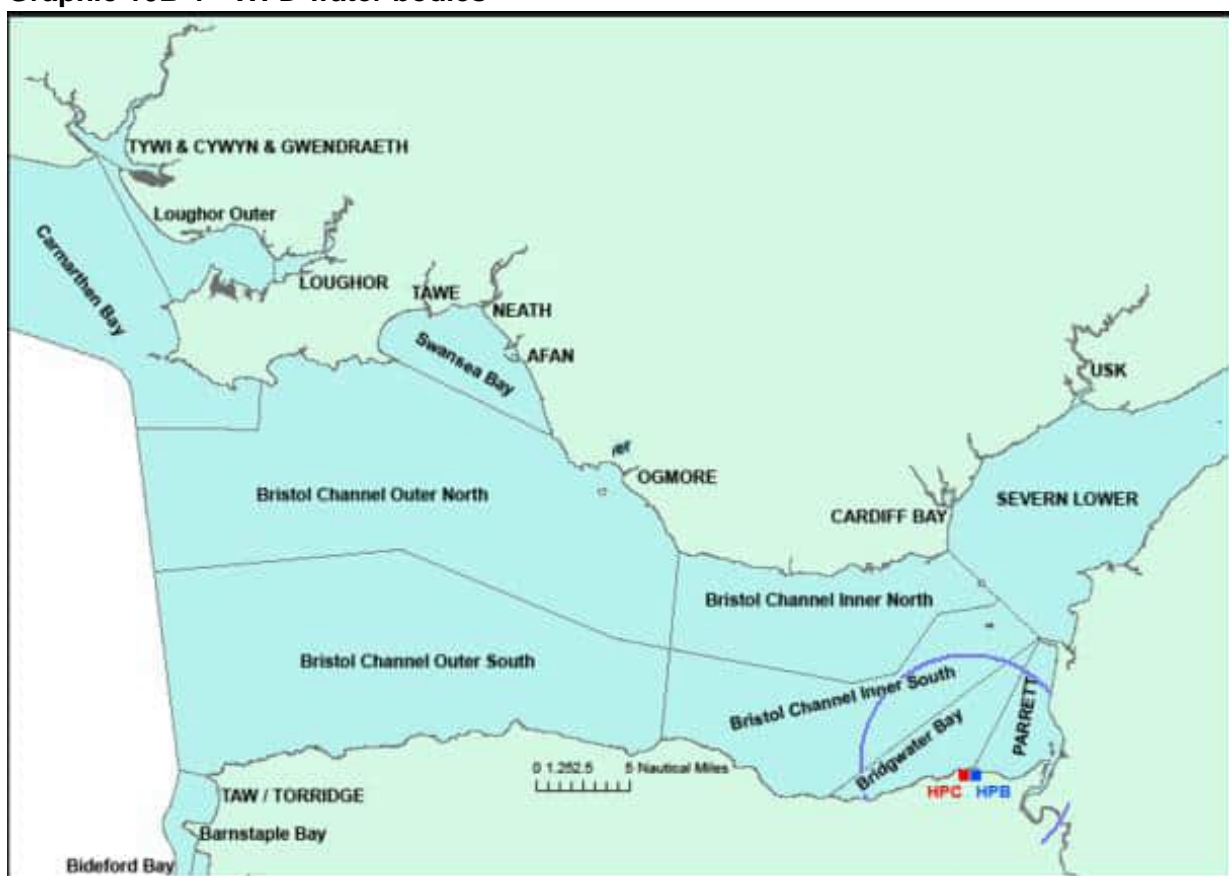 TYWI & CYWYN & GWENDRAETH
Loughor Outer
Carmarthen Bay
LOUGHOR
TAWE
NEATH
Swansea Bay
AFAN
USK
ref
OGMORE
Bristol Channel Outer North
SEVERN LOWER
CARDIFF BAY
Bristol Channel Inner North
Bristol Channel Outer South
Bristol Channel Inner South
Bridgwater Bay
PARRETT
0 1.252.5 5 Nautical Miles
HPC HPB
TAW / TORRIDGE
Barnstaple Bay
Bideford Bay